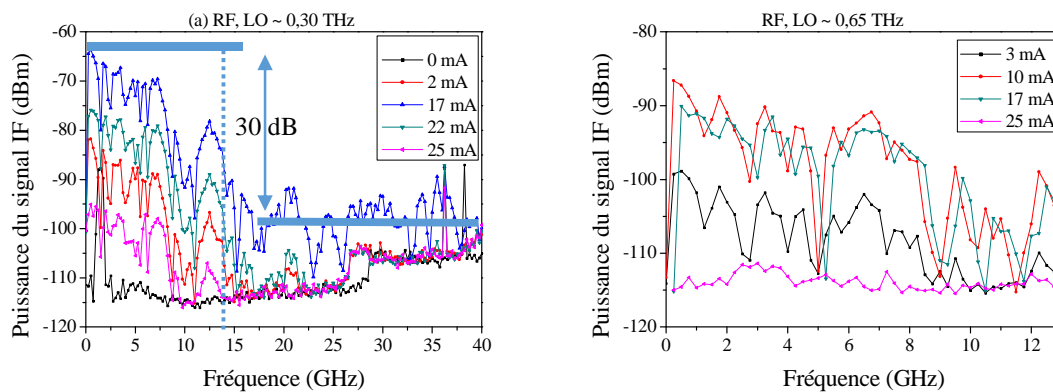 (a) RF, LO ~ 0,30 THz
Puissance du signal IF (dBm)
-60
-70
-80
-90
-100
-110
-120
0 mA
2 mA
17 mA
22 mA
25 mA
30 dB
0 5 10 15 20 25 30 35 40
Fréquence (GHz)
RF, LO ~ 0,65 THz
Puissance du signal IF (dBm)
-80
-90
-100
-110
-120
3 mA
10 mA
17 mA
25 mA
0 2 4 6 8 10 12
Fréquence (GHz)